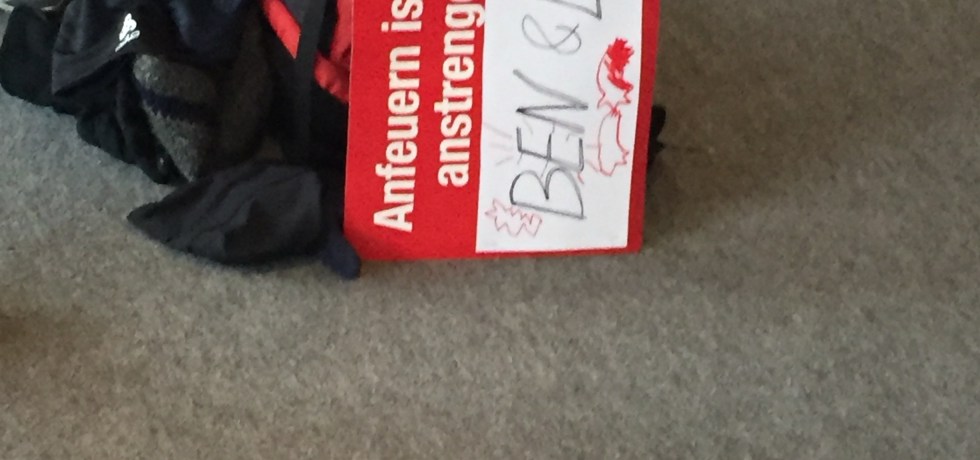 Anfeuern is
anstreng
BEN &